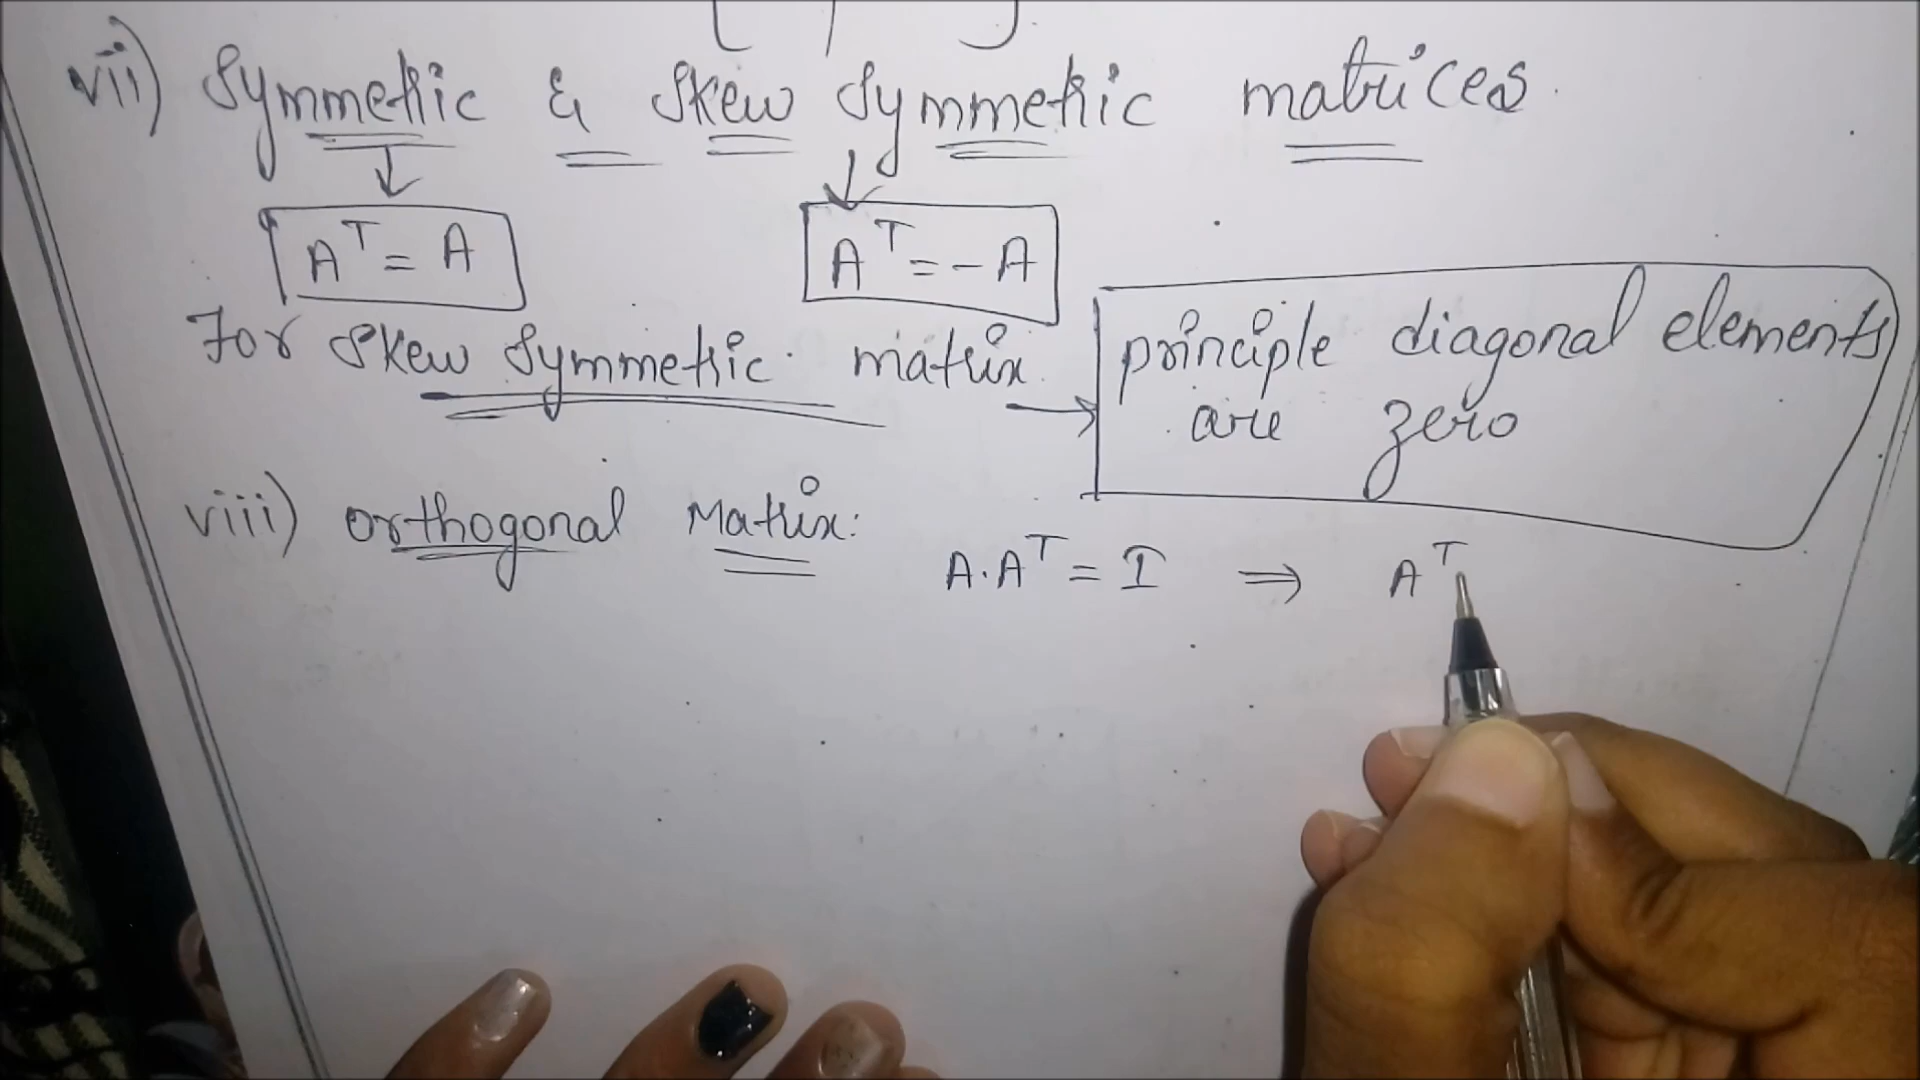 vii) Symmetric & Skew Symmetric matrices.
A^T = A
A^T = -A
For Skew Symmetric matrix → principle diagonal elements
are zero
viii) Orthogonal Matrix: A.A^T = I ⇒ A^T